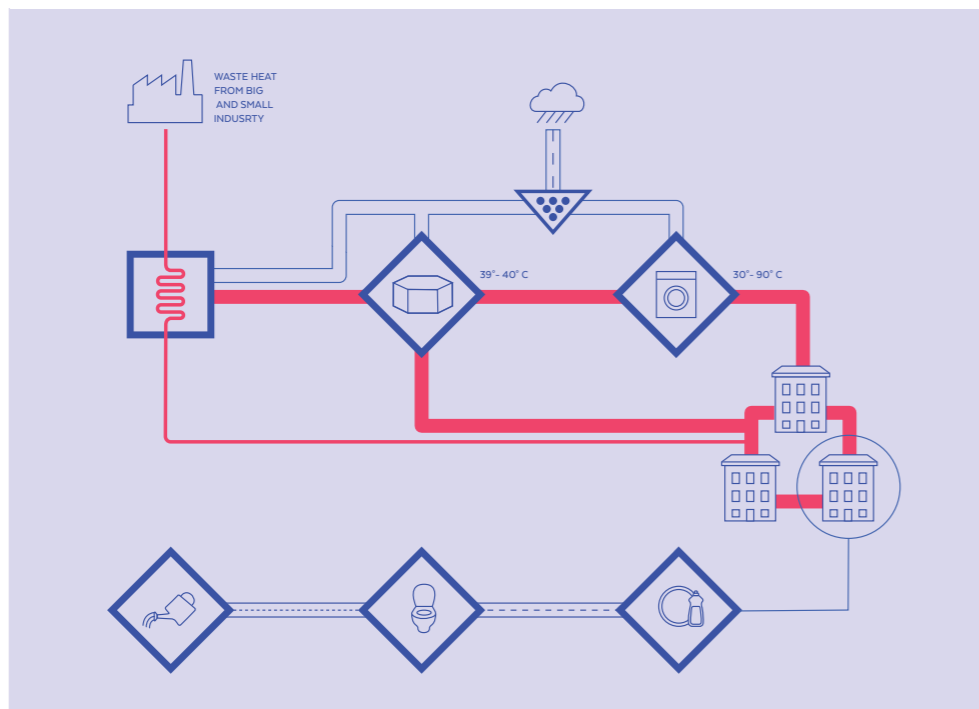 WASTE HEAT
FROM BIG
AND SMALL
INDUSRTY
39°- 40° C
30°- 90° C